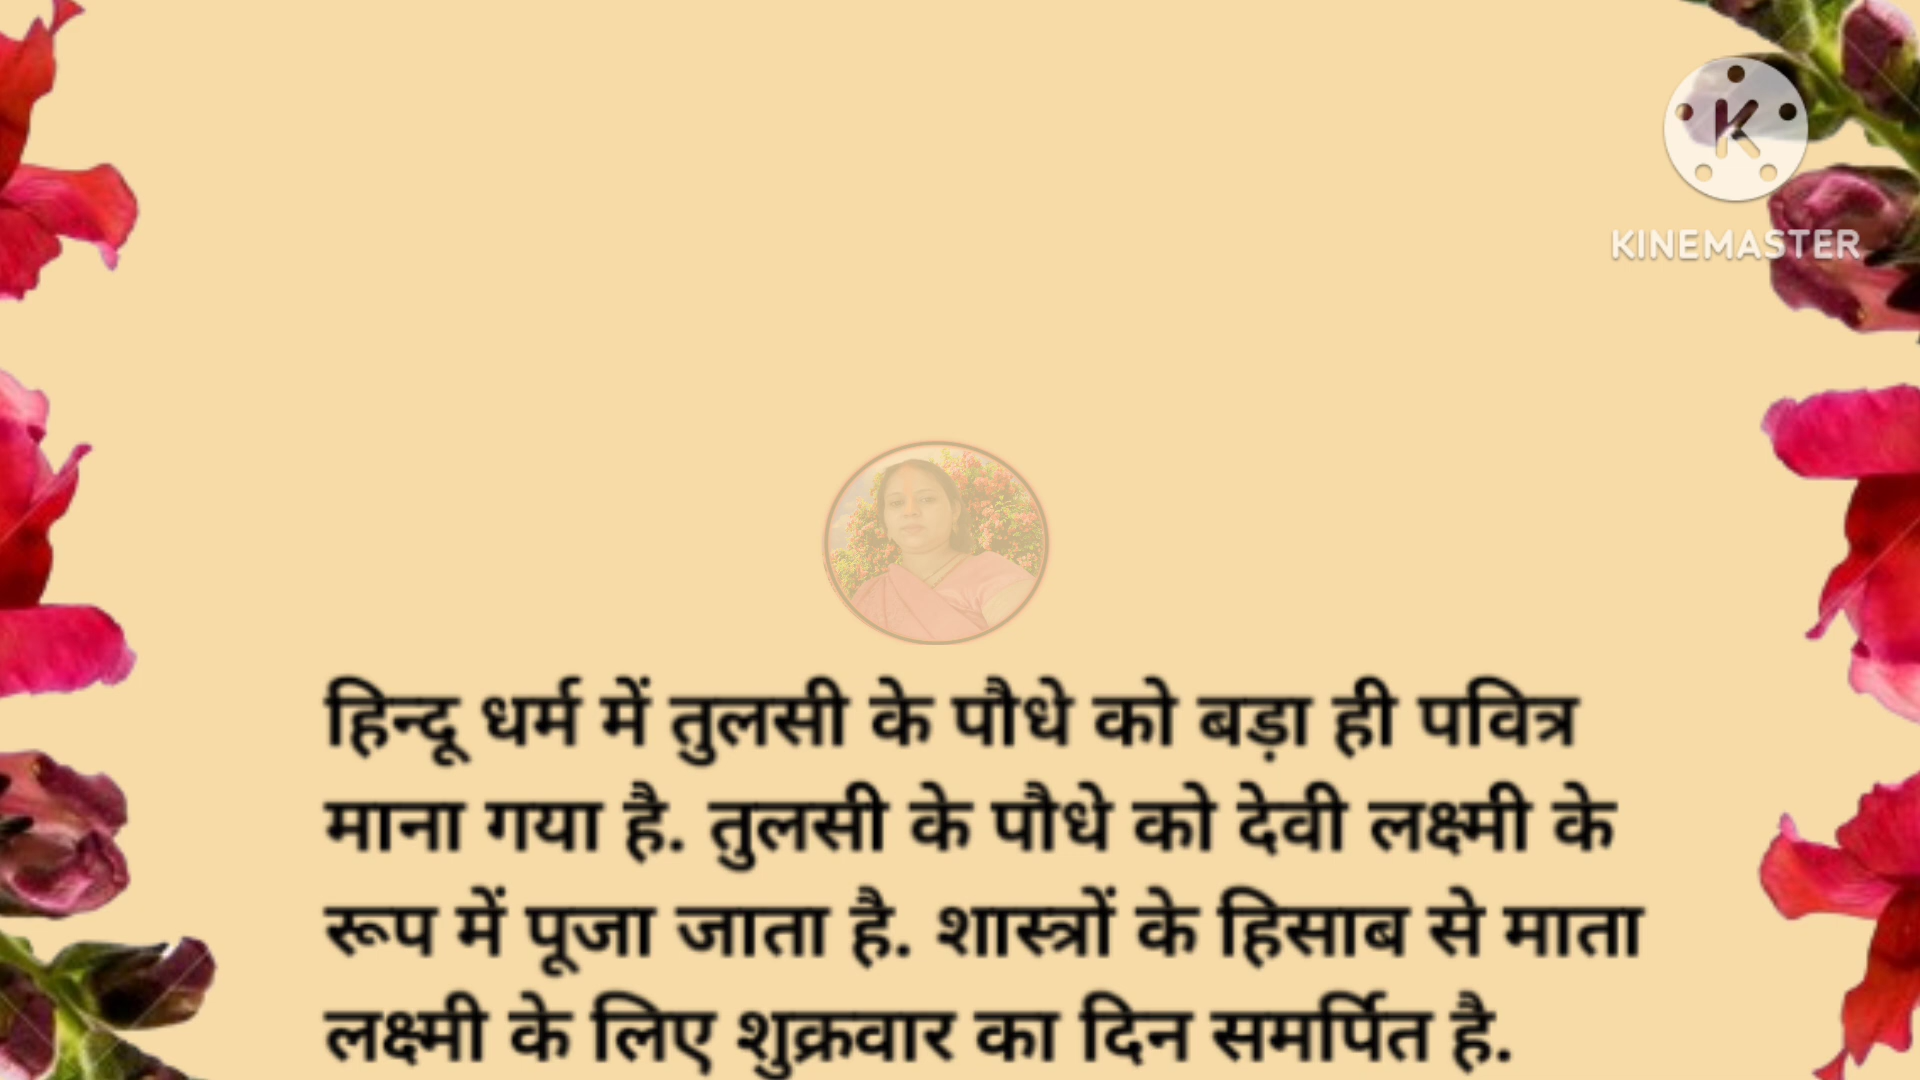 KINEMASTER
हिन्दू धर्म में तुलसी के पौधे को बड़ा ही पवित्र
माना गया है. तुलसी के पौधे को देवी लक्ष्मी के
रूप में पूजा जाता है. शास्त्रों के हिसाब से माता
लक्ष्मी के लिए शुक्रवार का दिन समर्पित है.